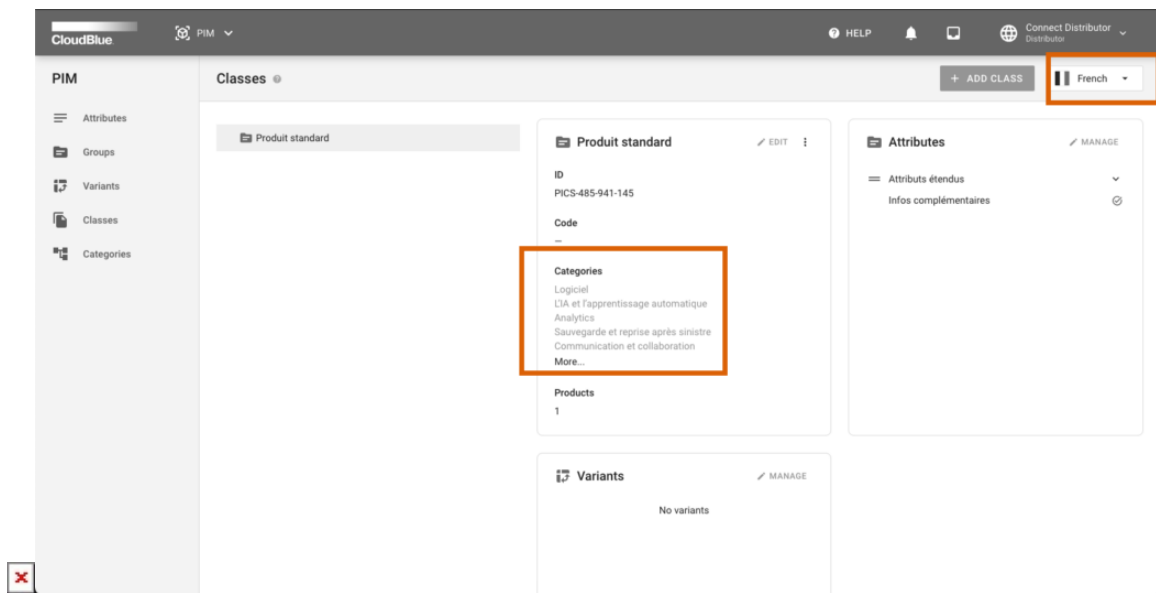 CloudBlue
PIM
HELP
Connect Distributor
Distributor
PIM
Classes
+ ADD CLASS
French
Attributes
Groups
Variants
Classes
Categories
Produit standard
Produit standard
EDIT
ID
PICS-485-941-145
Code
—
Categories
Logiciel
L'IA et l'apprentissage automatique
Analytics
Sauvegarde et reprise après sinistre
Communication et collaboration
More...
Products
1
Attributes
MANAGE
Attributs étendus
Infos complémentaires
Variants
MANAGE
No variants